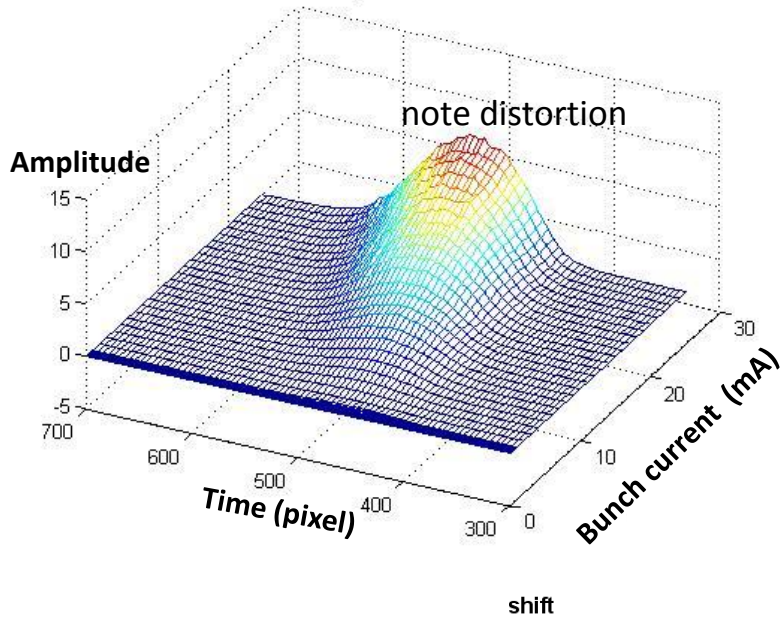 note distortion
Amplitude
15
10
5
0
-5
700
600
500
400
300
Time (pixel)
0
10
20
30
Bunch current (mA)
shift